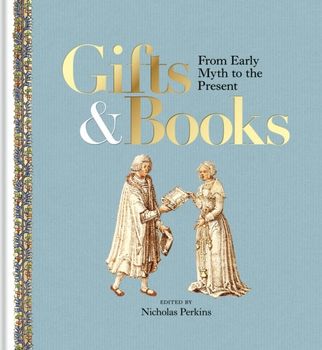 Gifts
From Early
Myth to the
Present
& Books
EDITED BY
Nicholas Perkins